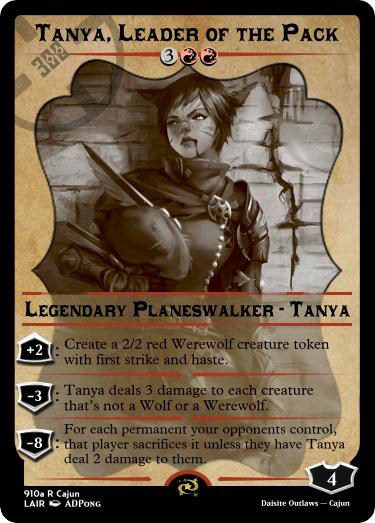 Tanya, Leader of the Pack
3
Legendary Planeswalker - Tanya
+2: Create a 2/2 red Werewolf creature token
with first strike and haste.
-3: Tanya deals 3 damage to each creature
that's not a Wolf or a Werewolf.
-8: For each permanent your opponents control,
that player sacrifices it unless they have Tanya
deal 2 damage to them.
4
910a R Cajun
LAIR ADPong
Daisite Outlaws — Cajun